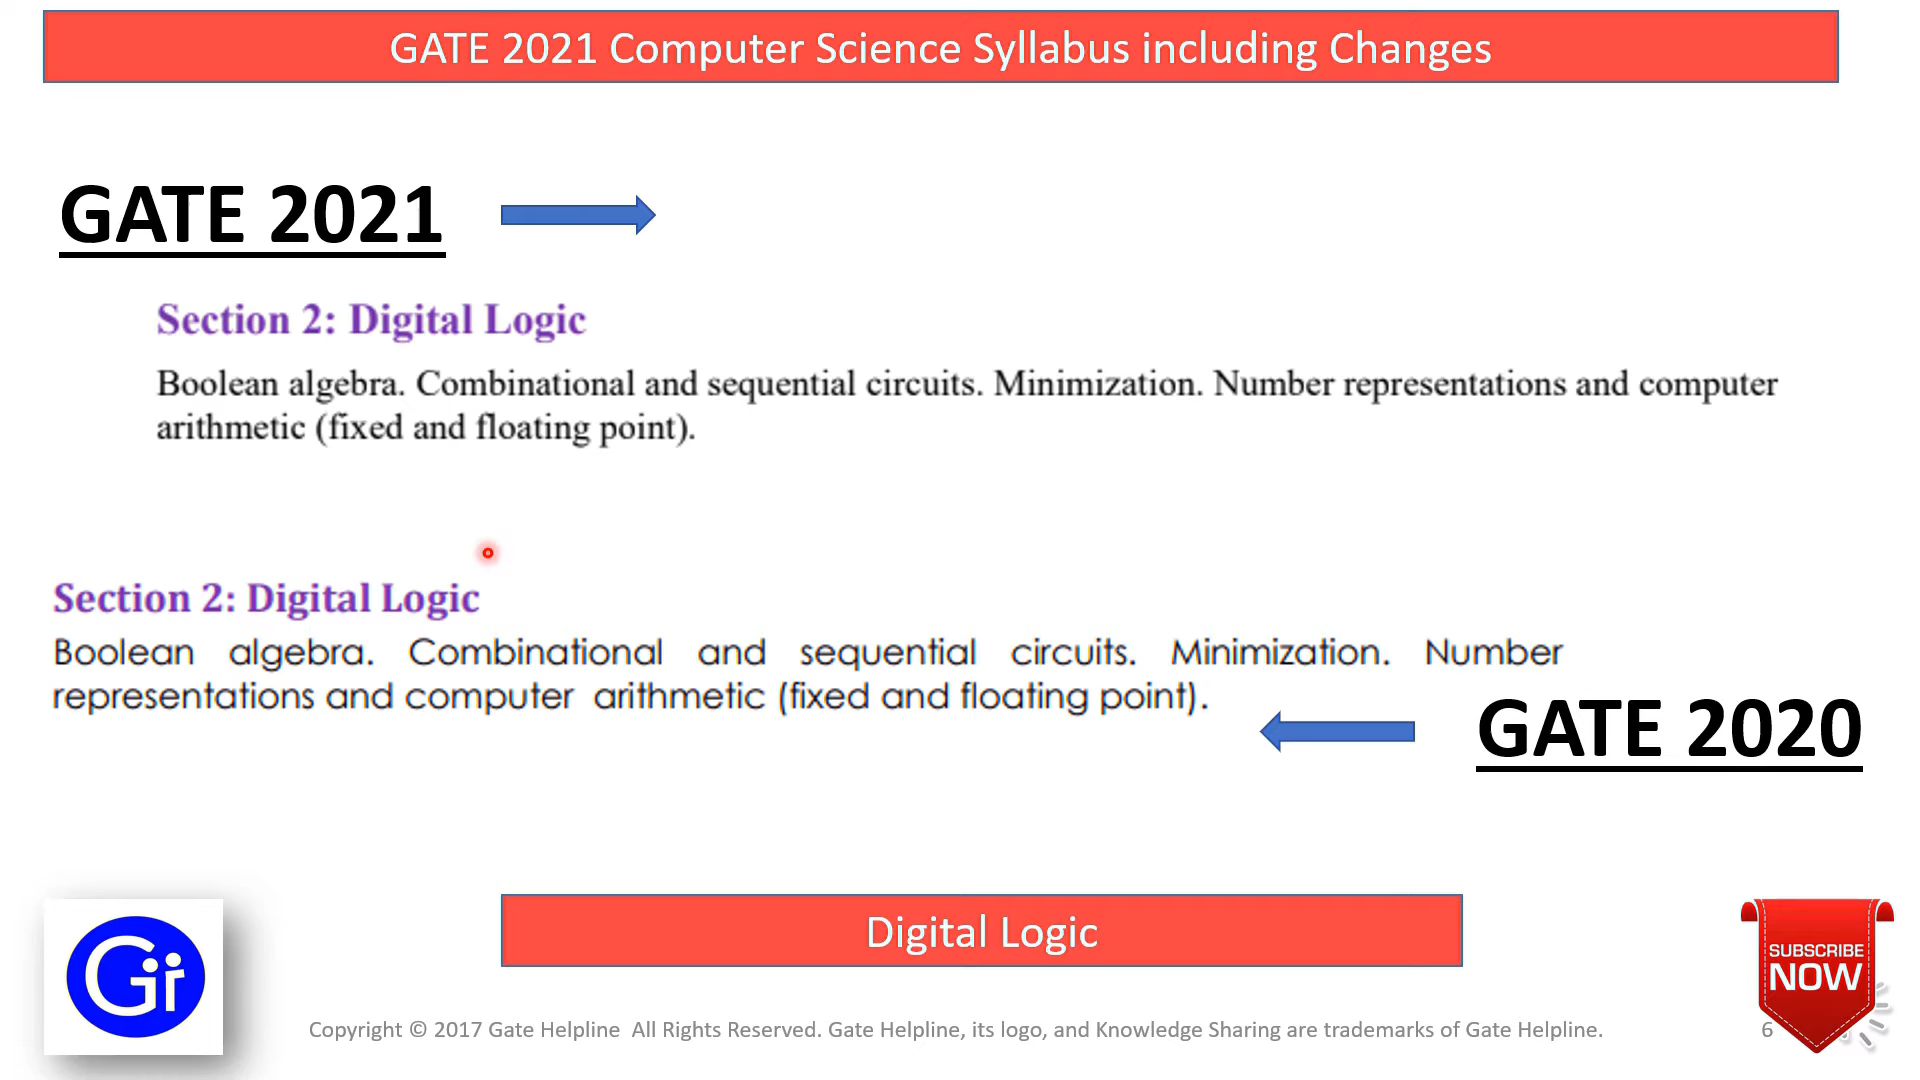 GATE 2021 Computer Science Syllabus including Changes
GATE 2021
Section 2: Digital Logic
Boolean algebra. Combinational and sequential circuits. Minimization. Number representations and computer
arithmetic (fixed and floating point).
Section 2: Digital Logic
Boolean algebra. Combinational and sequential circuits. Minimization. Number
representations and computer arithmetic (fixed and floating point).
GATE 2020
Digital Logic
SUBSCRIBE
NOW
Copyright © 2017 Gate Helpline All Rights Reserved. Gate Helpline, its logo, and Knowledge Sharing are trademarks of Gate Helpline.
6